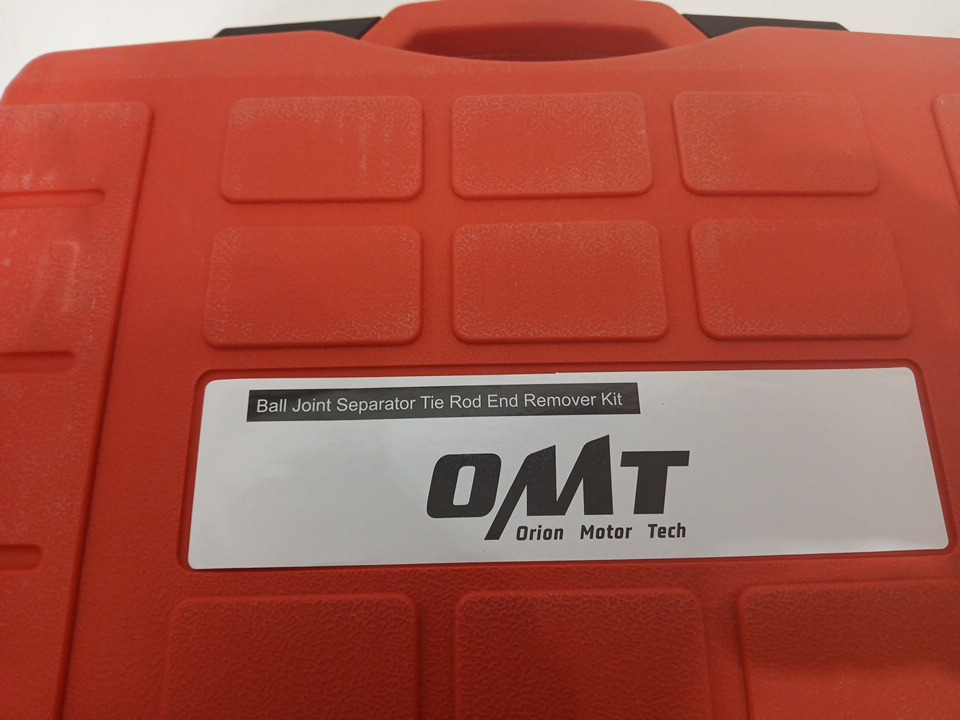 Ball Joint Separator Tie Rod End Remover Kit
OMT
Orion Motor Tech